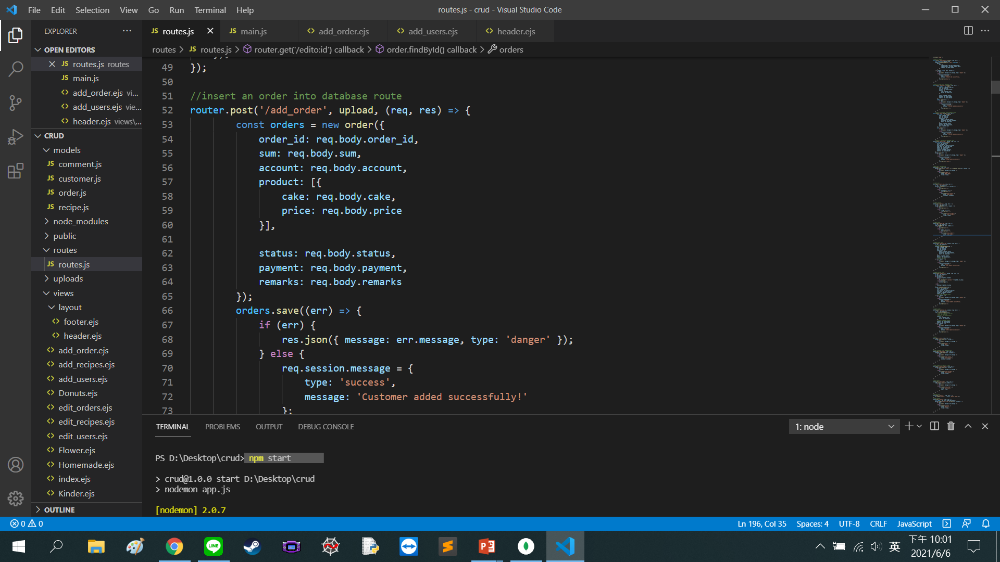 File Edit Selection View Go Run Terminal Help
routes.js - crud - Visual Studio Code
EXPLORER
OPEN EDITORS
routes.js routes
main.js
add_order.ejs vi...
add_users.ejs vie...
header.ejs views\...
CRUD
models
comment.js
customer.js
order.js
recipe.js
node_modules
public
routes
routes.js
uploads
views
layout
footer.ejs
header.ejs
add_order.ejs
add_recipes.ejs
add_users.ejs
Donuts.ejs
edit_orders.ejs
edit_recipes.ejs
edit_users.ejs
Flower.ejs
Homemade.ejs
index.ejs
Kinder.ejs
OUTLINE
JS routes.js JS main.js add_order.ejs add_users.ejs header.ejs
routes > JS routes.js > router.get('/edito:id') callback > order.findById() callback > orders
49 });
50
51 //insert an order into database route
52 router.post('/add_order', upload, (req, res) => {
53 const orders = new order({
54 order_id: req.body.order_id,
55 sum: req.body.sum,
56 account: req.body.account,
57 product: [{
58 cake: req.body.cake,
59 price: req.body.price
60 }],
61
62 status: req.body.status,
63 payment: req.body.payment,
64 remarks: req.body.remarks
65 });
66 orders.save((err) => {
67 if (err) {
68 res.json({ message: err.message, type: 'danger' });
69 } else {
70 req.session.message = {
71 type: 'success',
72 message: 'Customer added successfully!'
73 };
TERMINAL PROBLEMS OUTPUT DEBUG CONSOLE
1: node
PS D:\Desktop\crud> npm start
> crud@1.0.0 start D:\Desktop\crud
> nodemon app.js
[nodemon] 2.0.7
0 0
Ln 196, Col 35 Spaces: 4 UTF-8 CRLF JavaScript
LINE
英
下午 10:01
2021/6/6